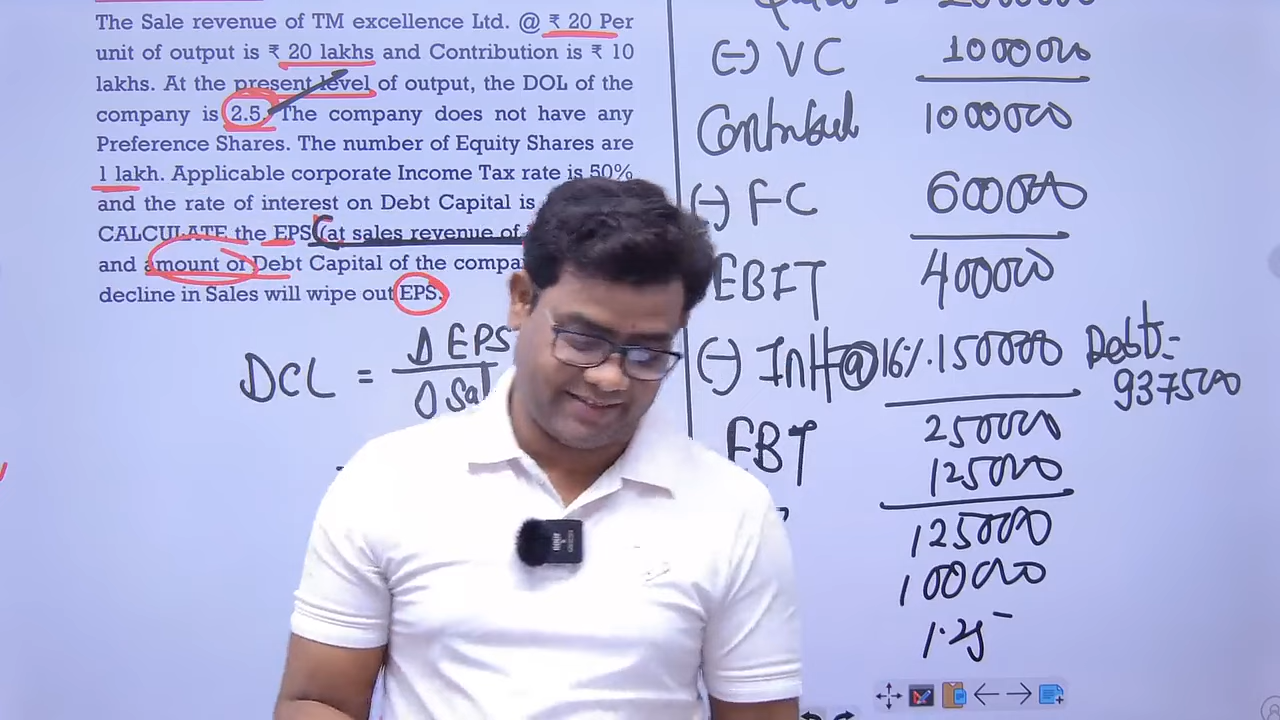 The Sale revenue of TM excellence Ltd. @ ₹ 20 Per
unit of output is ₹ 20 lakhs and Contribution is ₹ 10
lakhs. At the present level of output, the DOL of the
company is 2.5. The company does not have any
Preference Shares. The number of Equity Shares are
1 lakh. Applicable corporate Income Tax rate is 50%
and the rate of interest on Debt Capital is
CALCULATE the EPS (at sales revenue of
and amount of Debt Capital of the compa
decline in Sales will wipe out EPS.
DCL = Δ EPS
Δ Sal
(-) VC 1000000
1000000
(-) FC 600000
EBIT 400000
(-) Int @ 16% 150000 Debt =
937500
EBT 250000
125000
125000
100000
1.25